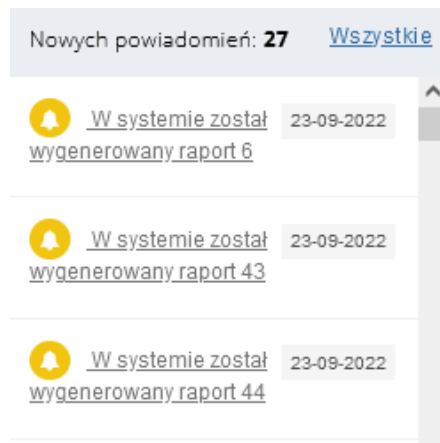 Nowych powiadomień: 27 Wszystkie
W systemie został 23-09-2022
wygenerowany raport 6
W systemie został 23-09-2022
wygenerowany raport 43
W systemie został 23-09-2022
wygenerowany raport 44